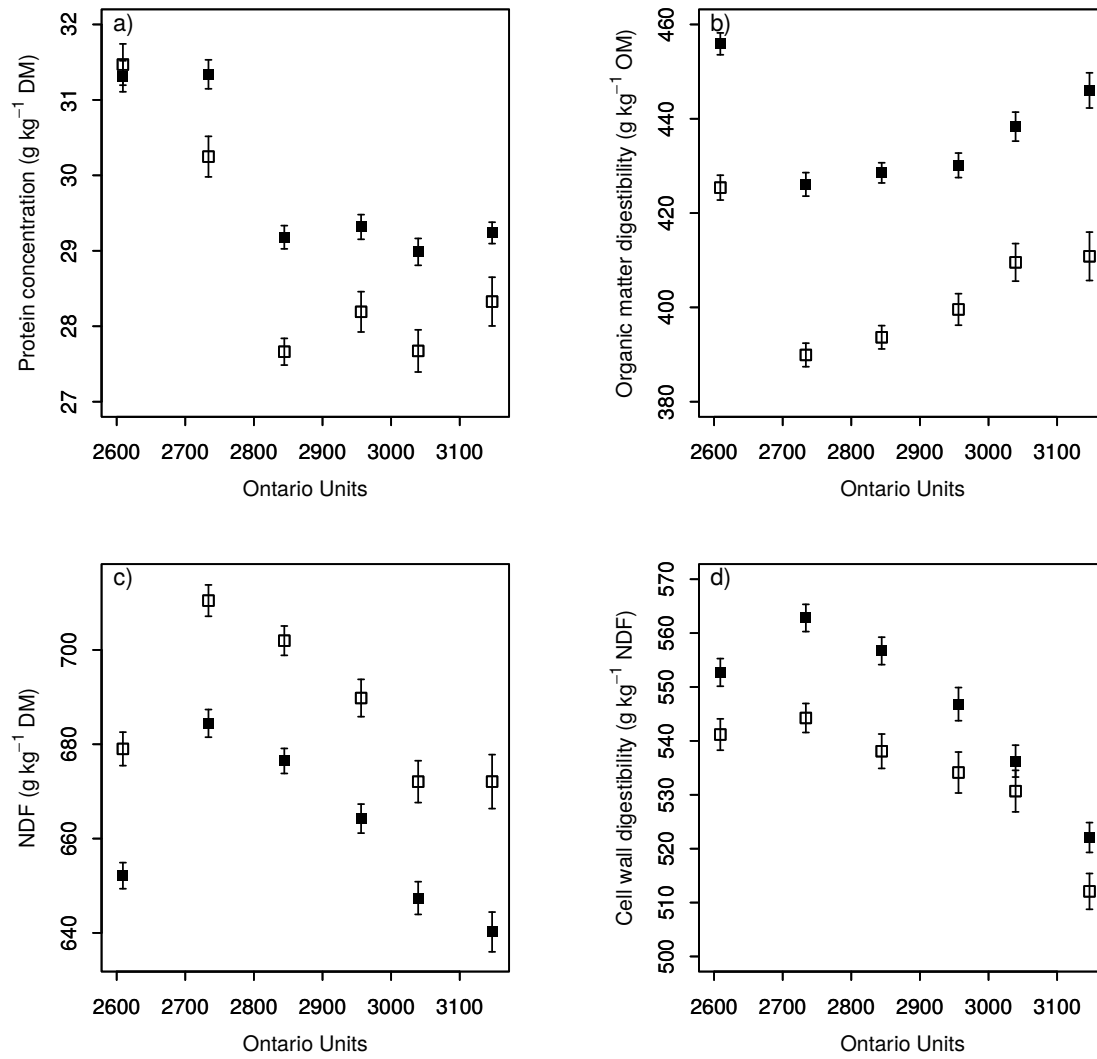 a)
Protein concentration (g kg⁻¹ DM)
32
31
30
29
28
27
2600 2700 2800 2900 3000 3100
Ontario Units
b)
Organic matter digestibility (g kg⁻¹ OM)
460
440
420
400
380
2600 2700 2800 2900 3000 3100
Ontario Units
c)
NDF (g kg⁻¹ DM)
700
680
660
640
2600 2700 2800 2900 3000 3100
Ontario Units
d)
Cell wall digestibility (g kg⁻¹ NDF)
570
560
550
540
530
520
510
500
2600 2700 2800 2900 3000 3100
Ontario Units